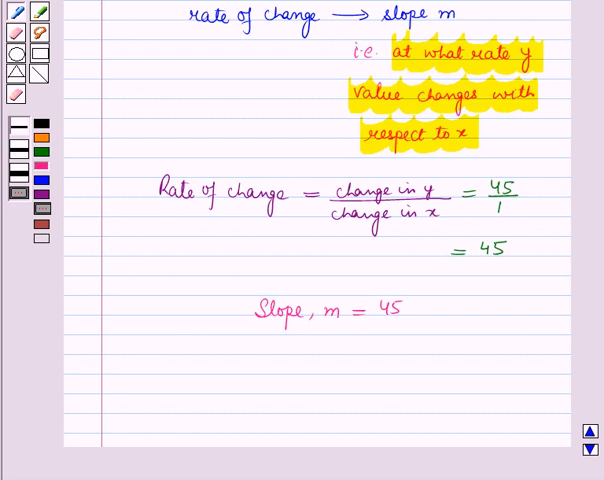 rate of change → slope m
i.e. at what rate y
value changes with
respect to x
Rate of change = change in y / change in x = 45/1
= 45
Slope, m = 45